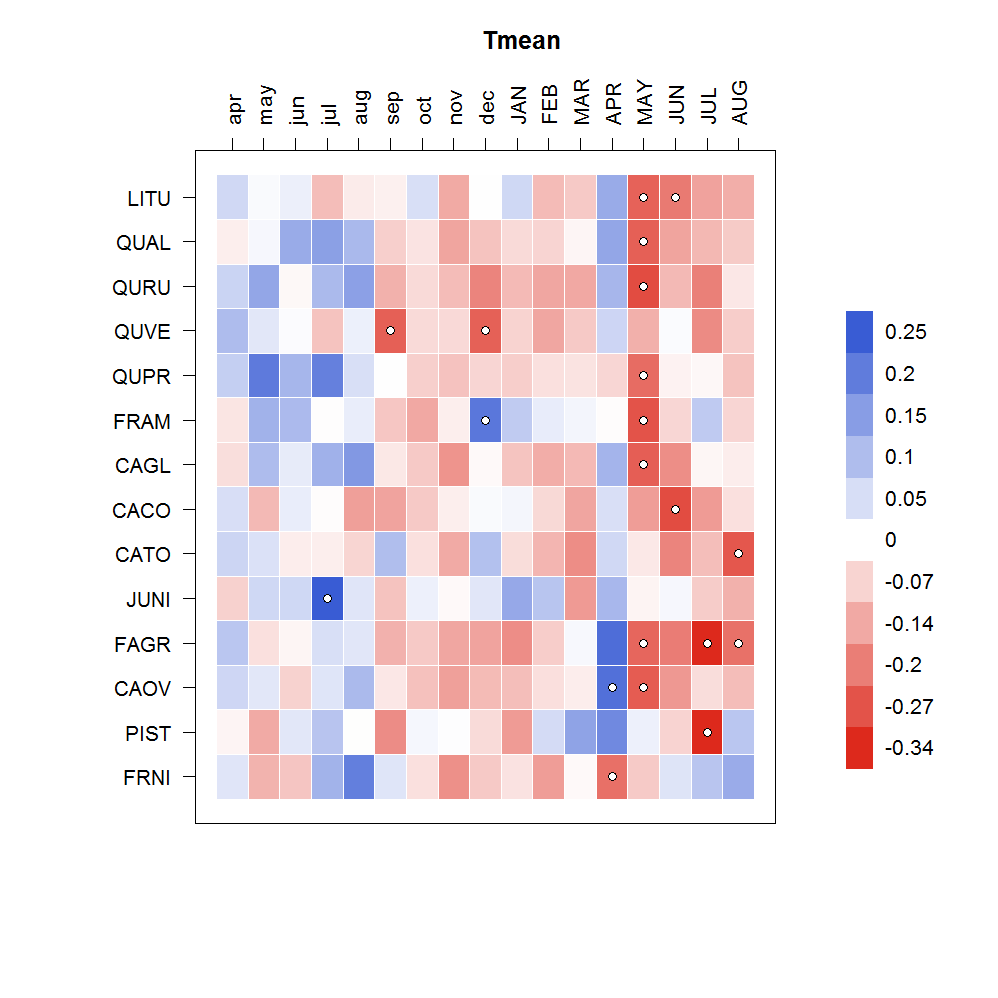 Tmean
apr may jun jul aug sep oct nov dec JAN FEB MAR APR MAY JUN JUL AUG
LITU
QUAL
QURU
QUVE
QUPR
FRAM
CAGL
CACO
CATO
JUNI
FAGR
CAOV
PIST
FRNI
0.25
0.2
0.15
0.1
0.05
0
-0.07
-0.14
-0.2
-0.27
-0.34